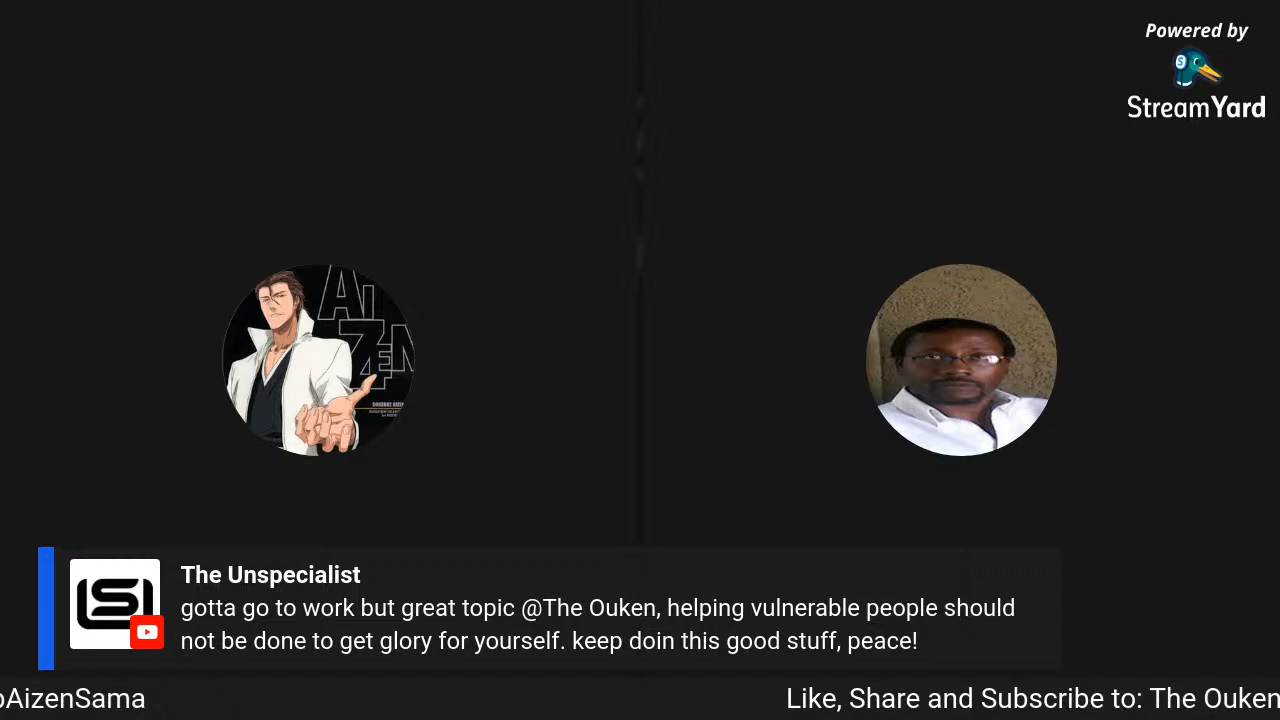 Powered by
StreamYard
AiZEN
The Unspecialist
gotta go to work but great topic @The Ouken, helping vulnerable people should
not be done to get glory for yourself. keep doin this good stuff, peace!
AizenSama
Like, Share and Subscribe to: The Ouken